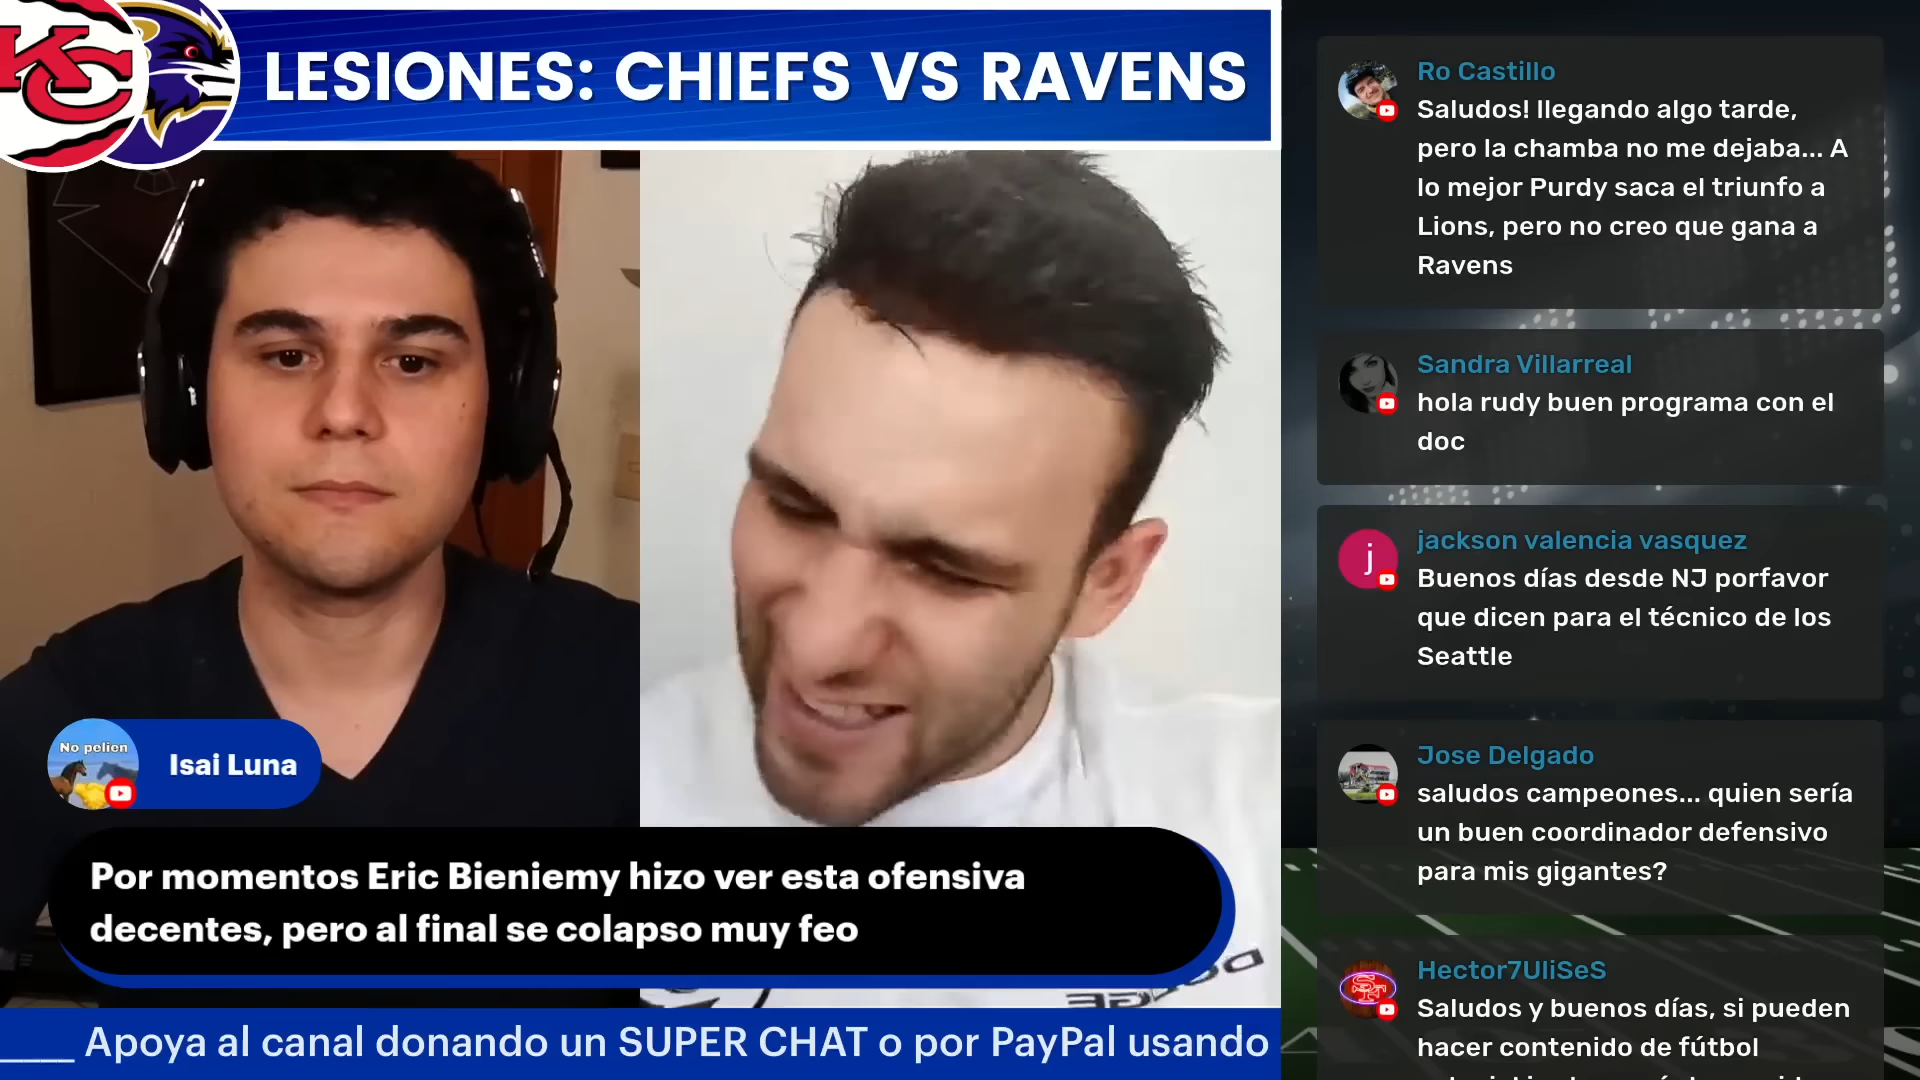 KC
LESIONES: CHIEFS VS RAVENS
No pelien
Isai Luna
Por momentos Eric Bieniemy hizo ver esta ofensiva
decentes, pero al final se colapso muy feo
Apoya al canal donando un SUPER CHAT o por PayPal usando
Ro Castillo
Saludos! llegando algo tarde,
pero la chamba no me dejaba... A
lo mejor Purdy saca el triunfo a
Lions, pero no creo que gana a
Ravens
Sandra Villarreal
hola rudy buen programa con el
doc
j
jackson valencia vasquez
Buenos días desde NJ porfavor
que dicen para el técnico de los
Seattle
Jose Delgado
saludos campeones... quien sería
un buen coordinador defensivo
para mis gigantes?
SF
Hector7UliSeS
Saludos y buenos días, si pueden
hacer contenido de fútbol